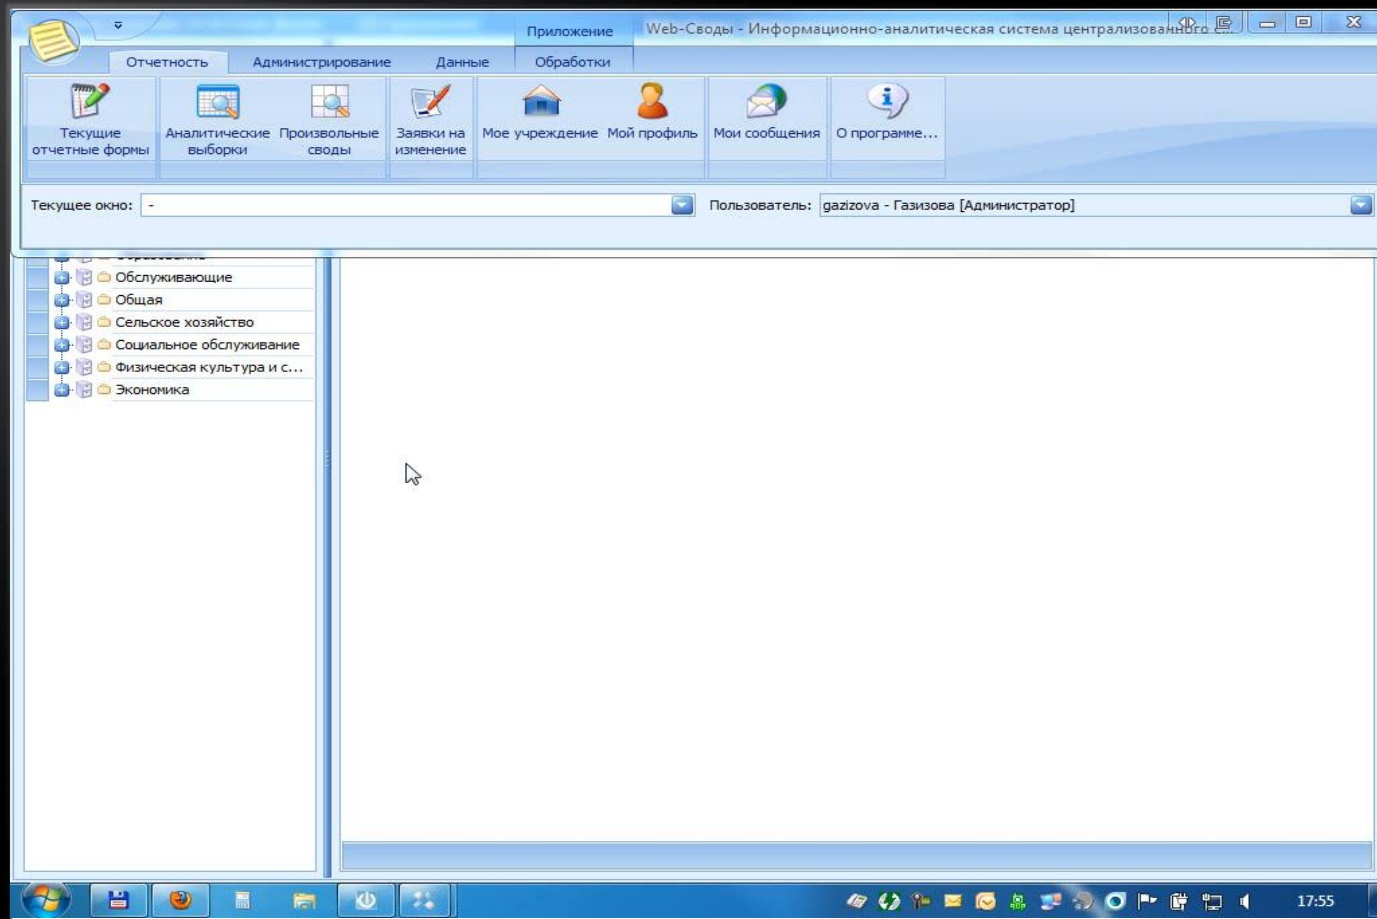 Приложение
Web-Своды - Информационно-аналитическая система централизованного с...
Отчетность Администрирование Данные Обработки
Текущие отчетные формы
Аналитические выборки
Произвольные своды
Заявки на изменение
Мое учреждение
Мой профиль
Мои сообщения
О программе...
Текущее окно: -
Пользователь: gazizova - Газизова [Администратор]
Обслуживающие
Общая
Сельское хозяйство
Социальное обслуживание
Физическая культура и с...
Экономика
17:55